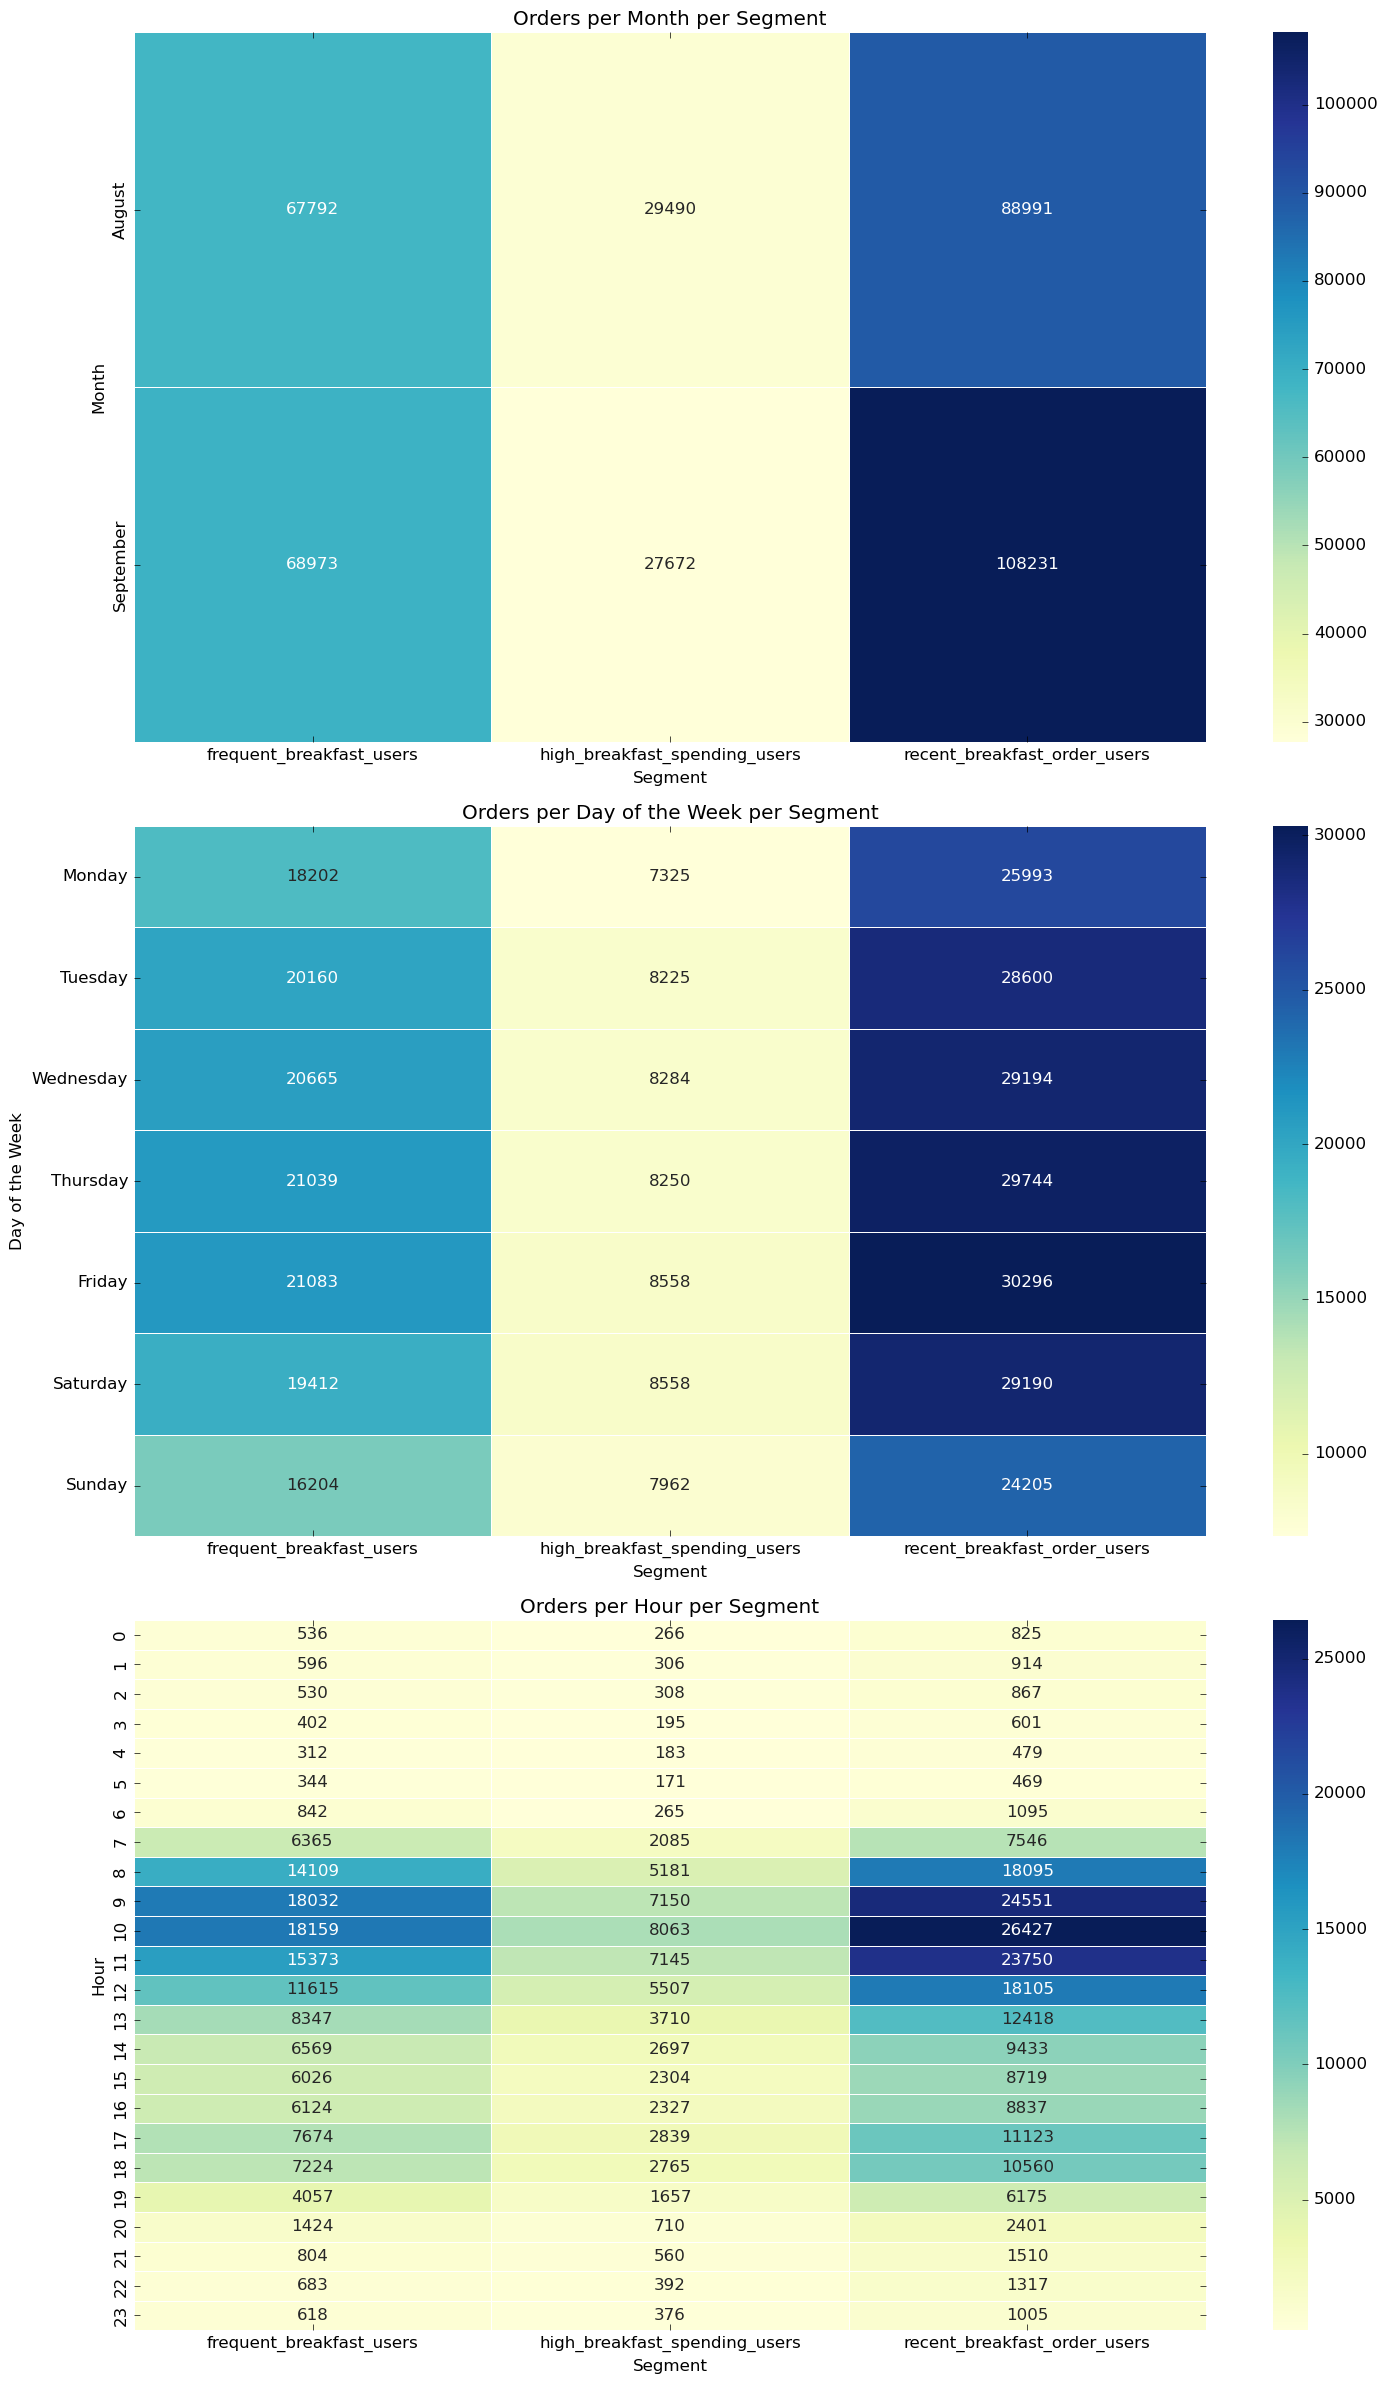 Orders per Month per Segment
100000
90000
80000
70000
60000
50000
40000
30000
Month
August 67792 29490 88991
September 68973 27672 108231
frequent_breakfast_users high_breakfast_spending_users recent_breakfast_order_users
Segment
Orders per Day of the Week per Segment
30000
25000
20000
15000
10000
Day of the Week
Monday 18202 7325 25993
Tuesday 20160 8225 28600
Wednesday 20665 8284 29194
Thursday 21039 8250 29744
Friday 21083 8558 30296
Saturday 19412 8558 29190
Sunday 16204 7962 24205
frequent_breakfast_users high_breakfast_spending_users recent_breakfast_order_users
Segment
Orders per Hour per Segment
25000
20000
15000
10000
5000
Hour
0 536 266 825
1 596 306 914
2 530 308 867
3 402 195 601
4 312 183 479
5 344 171 469
6 842 265 1095
7 6365 2085 7546
8 14109 5181 18095
9 18032 7150 24551
10 18159 8063 26427
11 15373 7145 23750
12 11615 5507 18105
13 8347 3710 12418
14 6569 2697 9433
15 6026 2304 8719
16 6124 2327 8837
17 7674 2839 11123
18 7224 2765 10560
19 4057 1657 6175
20 1424 710 2401
21 804 560 1510
22 683 392 1317
23 618 376 1005
frequent_breakfast_users high_breakfast_spending_users recent_breakfast_order_users
Segment